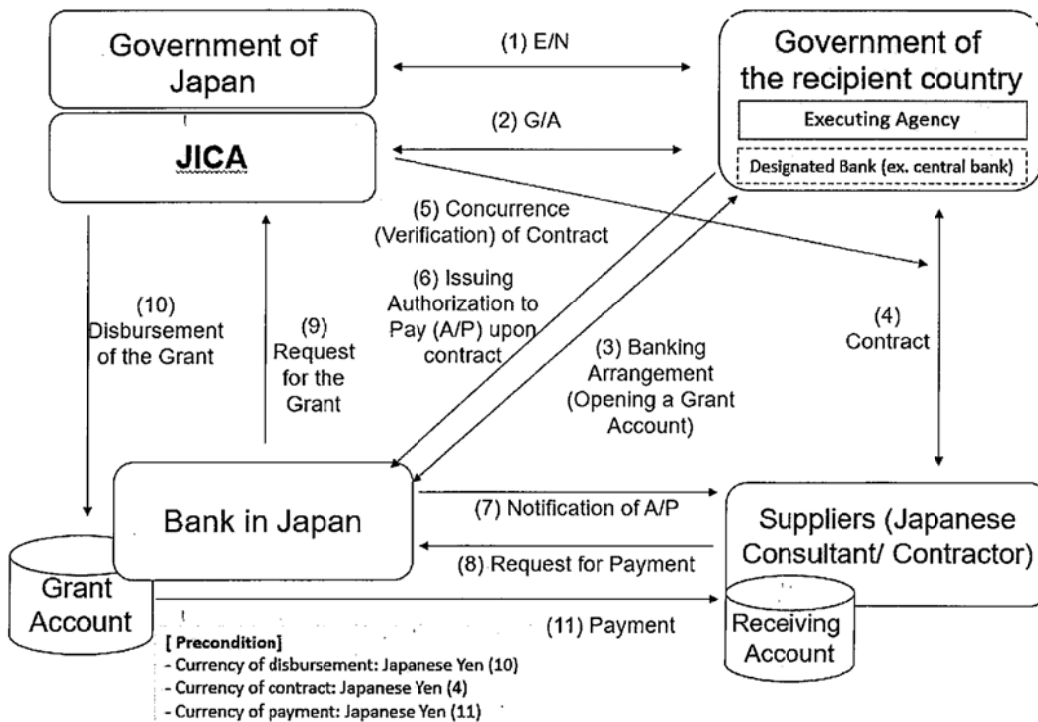 Government of
Japan
JICA
(1) E/N
(2) G/A
Government of
the recipient country
Executing Agency
Designated Bank (ex. central bank)
(5) Concurrence
(Verification) of Contract
(6) Issuing
Authorization to
Pay (A/P) upon
contract
(3) Banking
Arrangement
(Opening a Grant
Account)
(4)
Contract
(10)
Disbursement
of the Grant
(9)
Request
for the
Grant
Bank in Japan
Grant
Account
(7) Notification of A/P
(8) Request for Payment
(11) Payment
Suppliers (Japanese
Consultant/ Contractor)
Receiving
Account
[ Precondition]
- Currency of disbursement: Japanese Yen (10)
- Currency of contract: Japanese Yen (4)
- Currency of payment: Japanese Yen (11)